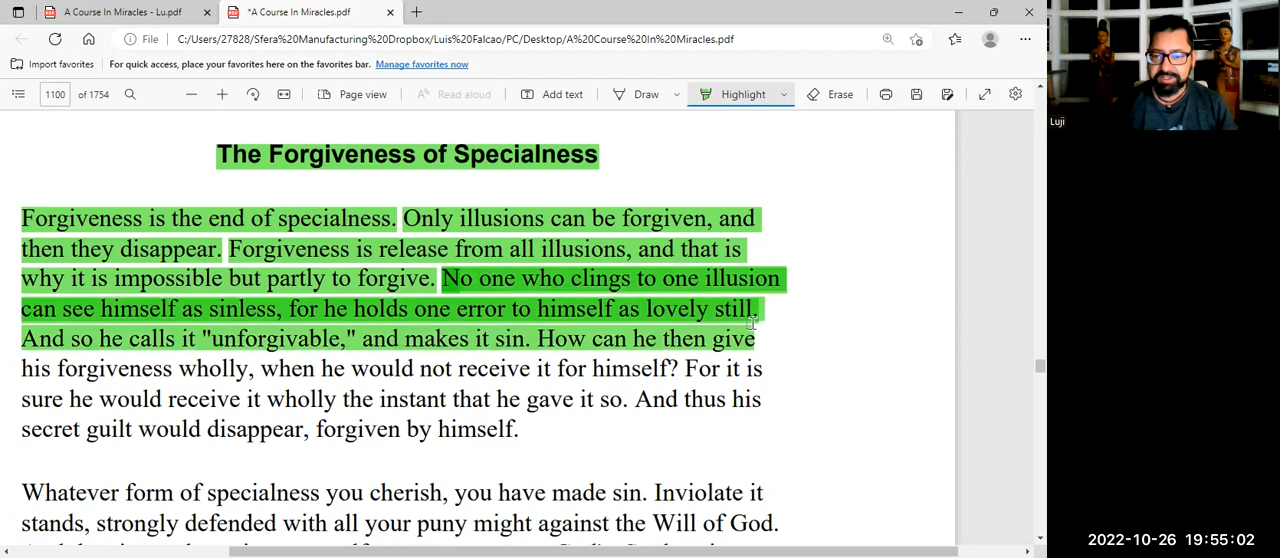 A Course In Miracles - Lu.pdf
*A Course In Miracles.pdf
File C:/Users/27828/Sfera%20Manufacturing%20Dropbox/Luis%20Falcao/PC/Desktop/A%20Course%20In%20Miracles.pdf
Import favorites For quick access, place your favorites here on the favorites bar. Manage favorites now
1100 of 1754 Page view Read aloud Add text Draw Highlight Erase
Luji
The Forgiveness of Specialness
Forgiveness is the end of specialness. Only illusions can be forgiven, and
then they disappear. Forgiveness is release from all illusions, and that is
why it is impossible but partly to forgive. No one who clings to one illusion
can see himself as sinless, for he holds one error to himself as lovely still.
And so he calls it "unforgivable," and makes it sin. How can he then give
his forgiveness wholly, when he would not receive it for himself? For it is
sure he would receive it wholly the instant that he gave it so. And thus his
secret guilt would disappear, forgiven by himself.
Whatever form of specialness you cherish, you have made sin. Inviolate it
stands, strongly defended with all your puny might against the Will of God.
2022-10-26 19:55:02